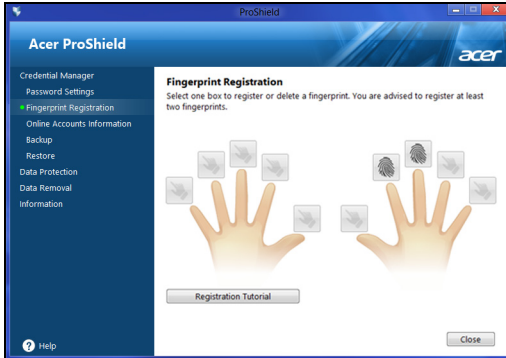 ProShield
Acer ProShield
acer
Credential Manager
Password Settings
Fingerprint Registration
Online Accounts Information
Backup
Restore
Data Protection
Data Removal
Information
Fingerprint Registration
Select one box to register or delete a fingerprint. You are advised to register at least
two fingerprints.
Registration Tutorial
? Help
Close